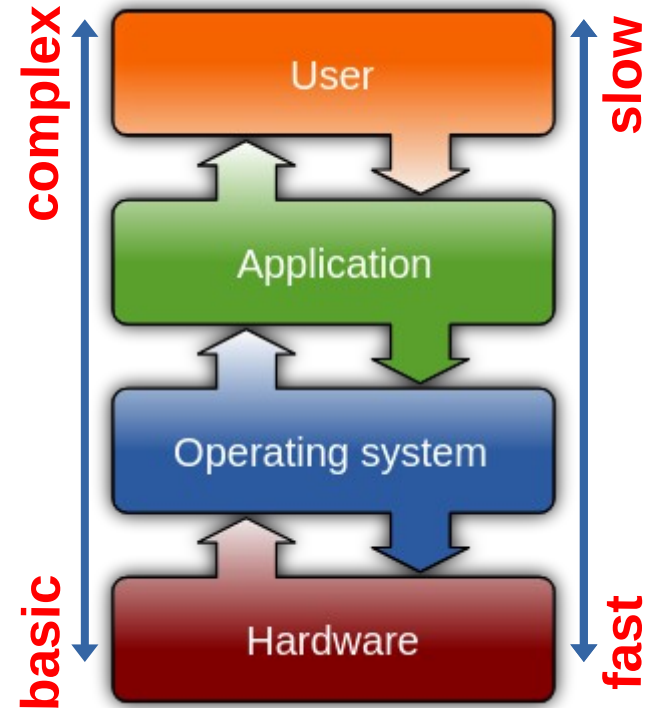 complex
slow
User
Application
Operating system
Hardware
basic
fast